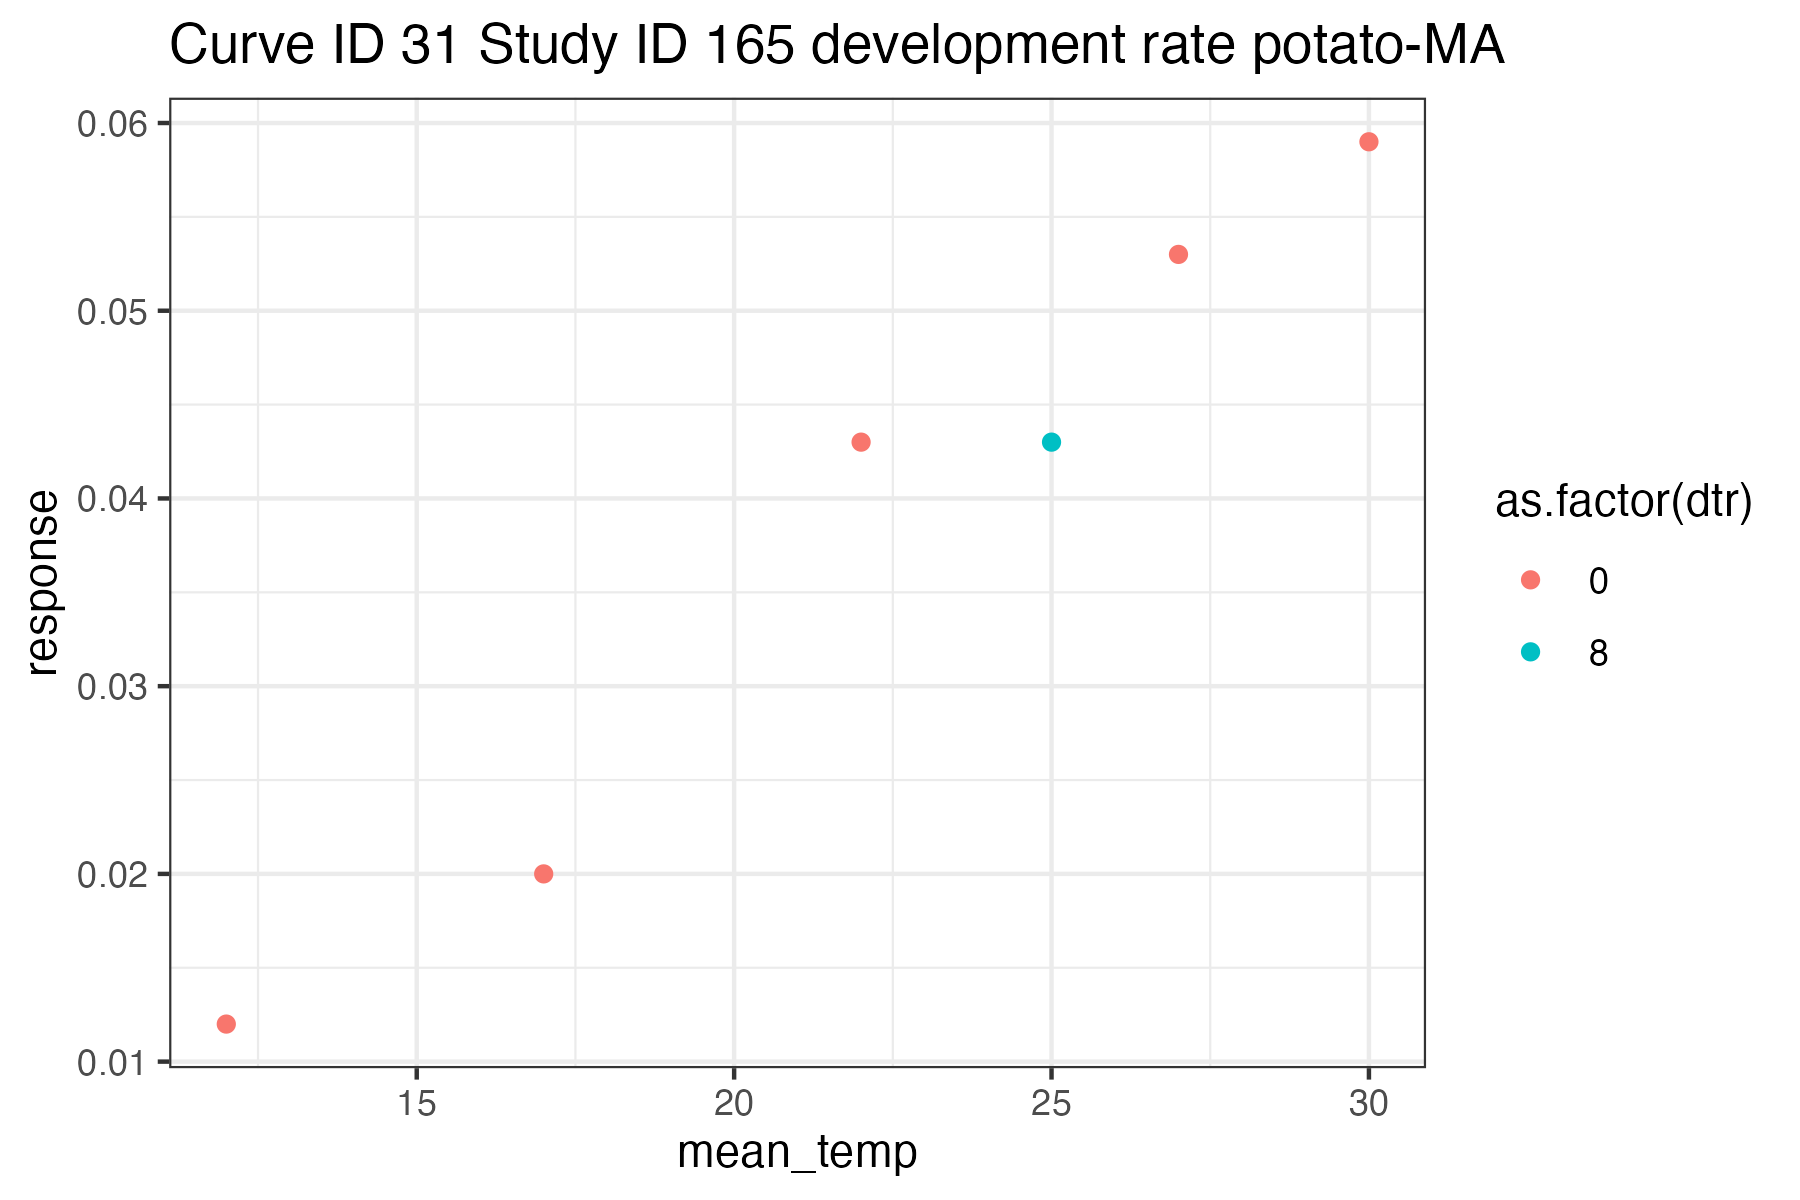 Curve ID 31 Study ID 165 development rate potato-MA
0.06
0.05
0.04
0.03
0.02
0.01
response
15 20 25 30
mean_temp
as.factor(dtr)
0
8